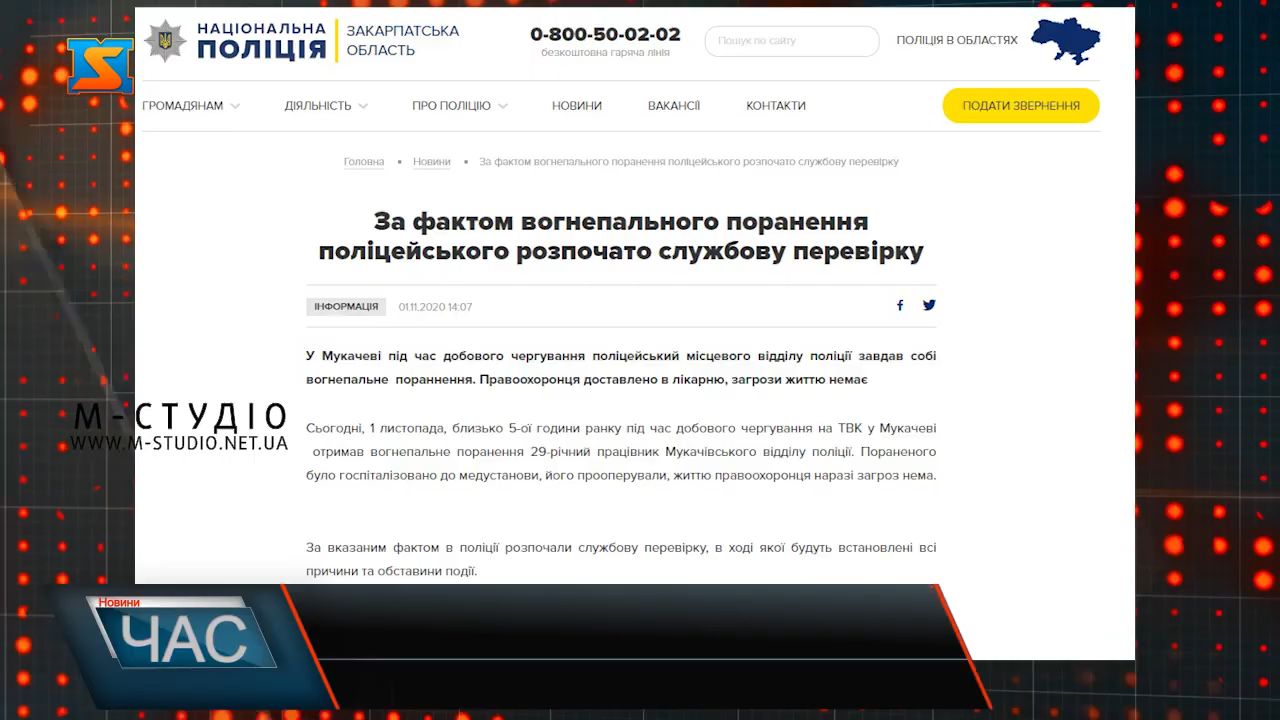 НАЦІОНАЛЬНА
ПОЛІЦІЯ
ЗАКАРПАТСЬКА
ОБЛАСТЬ
0-800-50-02-02
безкоштовна гаряча лінія
Пошук по сайту
ПОЛІЦІЯ В ОБЛАСТЯХ
ГРОМАДЯНАМ
ДІЯЛЬНІСТЬ
ПРО ПОЛІЦІЮ
НОВИНИ
ВАКАНСІЇ
КОНТАКТИ
ПОДАТИ ЗВЕРНЕННЯ
Головна
Новини
За фактом вогнепального поранення поліцейського розпочато службову перевірку
За фактом вогнепального поранення
поліцейського розпочато службову перевірку
ІНФОРМАЦІЯ
01.11.2020 14:07
У Мукачеві під час добового чергування поліцейський місцевого відділу поліції завдав собі
вогнепальне пораннення. Правоохоронця доставлено в лікарню, загрози життю немає
М-СТУДІО
WWW.M-STUDIO.NET.UA
Сьогодні, 1 листопада, близько 5-ої години ранку під час добового чергування на ТВК у Мукачеві
отримав вогнепальне поранення 29-річний працівник Мукачівського відділу поліції. Пораненого
було госпіталізовано до медустанови, його прооперували, життю правоохоронця наразі загроз нема.
За вказаним фактом в поліції розпочали службову перевірку, в ході якої будуть встановлені всі
причини та обставини події.
Новини
ЧАС